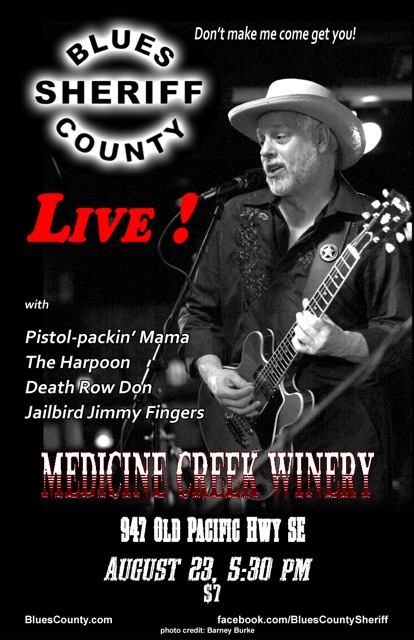 Don't make me come get you!
BLUES
SHERIFF
COUNTY
LIVE!
with
Pistol-packin' Mama
The Harpoon
Death Row Don
Jailbird Jimmy Fingers
MEDICINE CREEK WINERY
947 OLD PACIFIC HWY SE
AUGUST 23, 5:30 PM
$7
BluesCounty.com
facebook.com/BluesCountySheriff
photo credit: Barney Burke